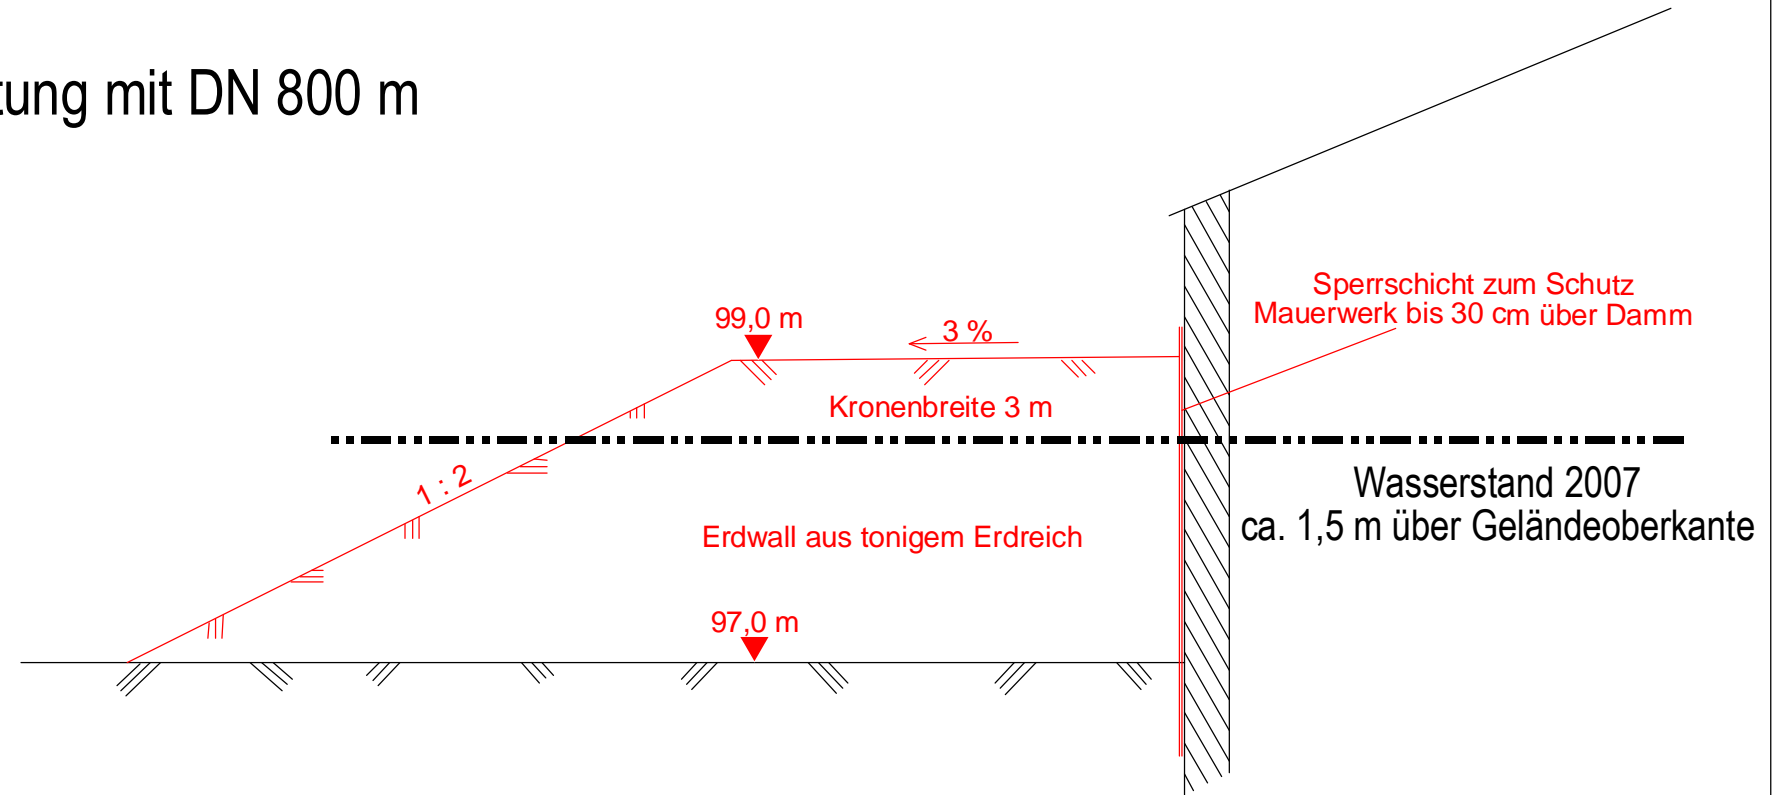 tung mit DN 800 m
Sperrschicht zum Schutz
Mauerwerk bis 30 cm über Damm
99,0 m
3 %
Kronenbreite 3 m
1 : 2
Wasserstand 2007
ca. 1,5 m über Geländeoberkante
Erdwall aus tonigem Erdreich
97,0 m